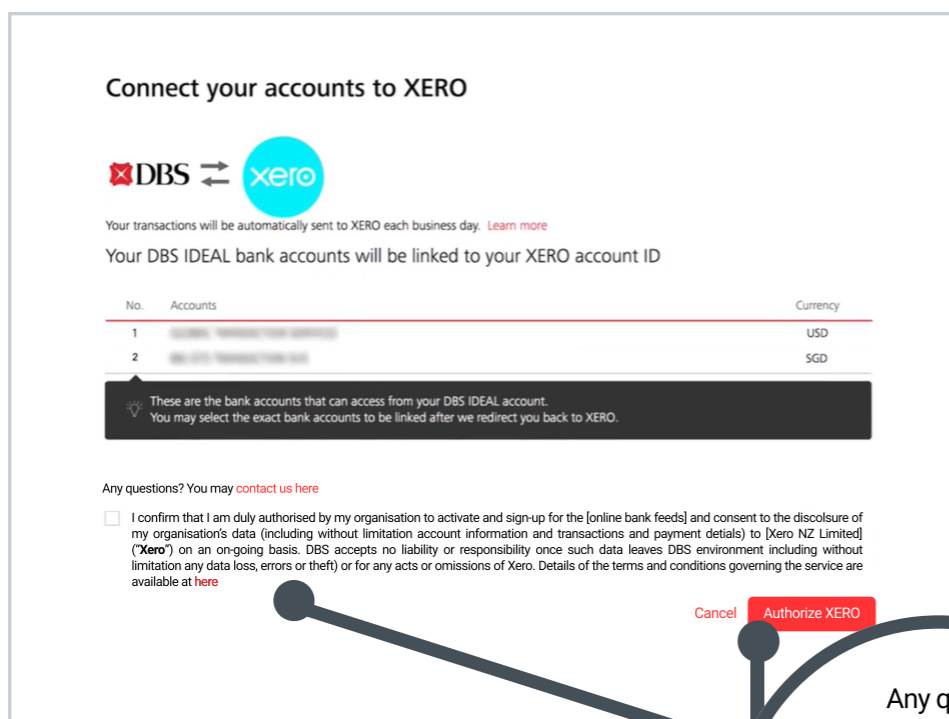 Connect your accounts to XERO
DBS xero
Your transactions will be automatically sent to XERO each business day. Learn more
Your DBS IDEAL bank accounts will be linked to your XERO account ID
No. Accounts Currency
1 USD
2 SGD
These are the bank accounts that can access from your DBS IDEAL account.
You may select the exact bank accounts to be linked after we redirect you back to XERO.
Any questions? You may contact us here
I confirm that I am duly authorised by my organisation to activate and sign-up for the [online bank feeds] and consent to the discolsure of
my organisation's data (including without limitation account information and transactions and payment detials) to [Xero NZ Limited]
("Xero") on an on-going basis. DBS accepts no liability or responsibility once such data leaves DBS environment including without
limitation any data loss, errors or theft) or for any acts or omissions of Xero. Details of the terms and conditions governing the service are
available at here
Cancel Authorize XERO
Any q